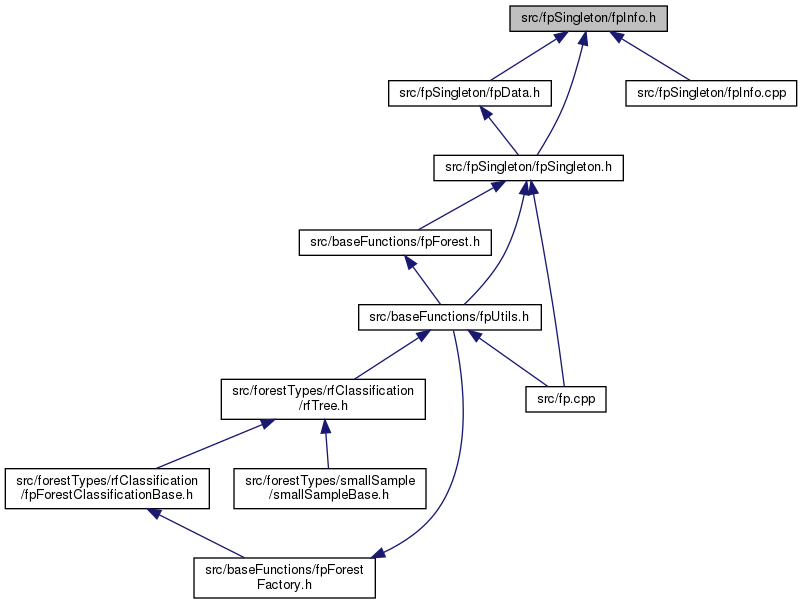 src/fpSingleton/fpInfo.h
src/fpSingleton/fpData.h
src/fpSingleton/fpInfo.cpp
src/fpSingleton/fpSingleton.h
src/baseFunctions/fpForest.h
src/baseFunctions/fpUtils.h
src/forestTypes/rfClassification
/rfTree.h
src/fp.cpp
src/forestTypes/rfClassification
/fpForestClassificationBase.h
src/forestTypes/smallSample
/smallSampleBase.h
src/baseFunctions/fpForest
Factory.h